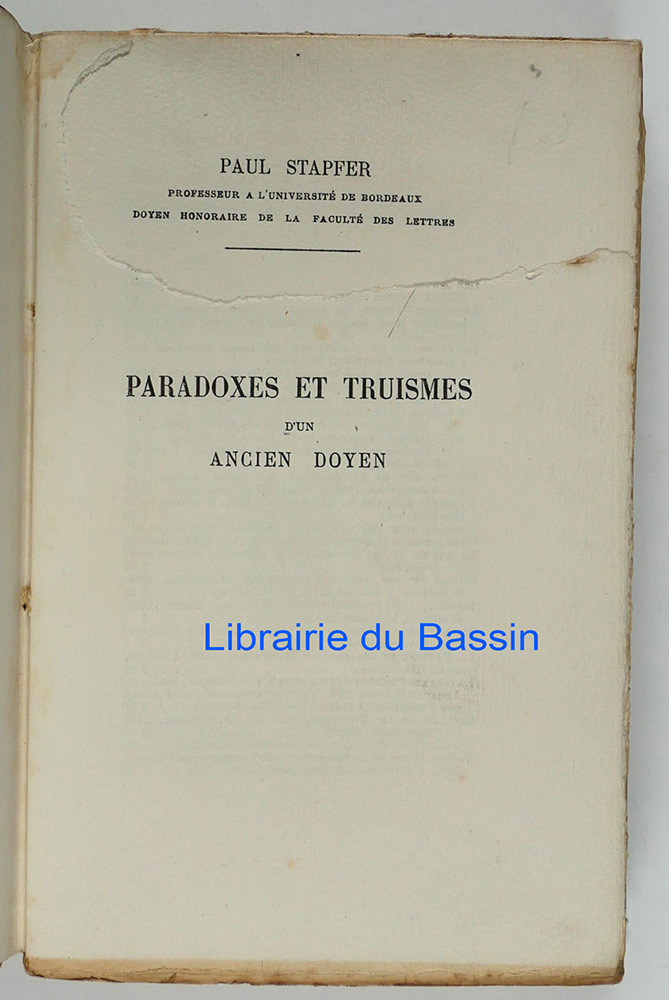 PAUL STAPFER
PROFESSEUR A L'UNIVERSITÉ DE BORDEAUX
DOYEN HONORAIRE DE LA FACULTÉ DES LETTRES
PARADOXES ET TRUISMES
D'UN
ANCIEN DOYEN
Librairie du Bassin